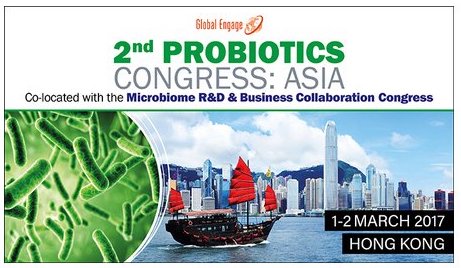 Global Engage
2nd PROBIOTICS
CONGRESS: ASIA
Co-located with the Microbiome R&D & Business Collaboration Congress
1-2 MARCH 2017
HONG KONG